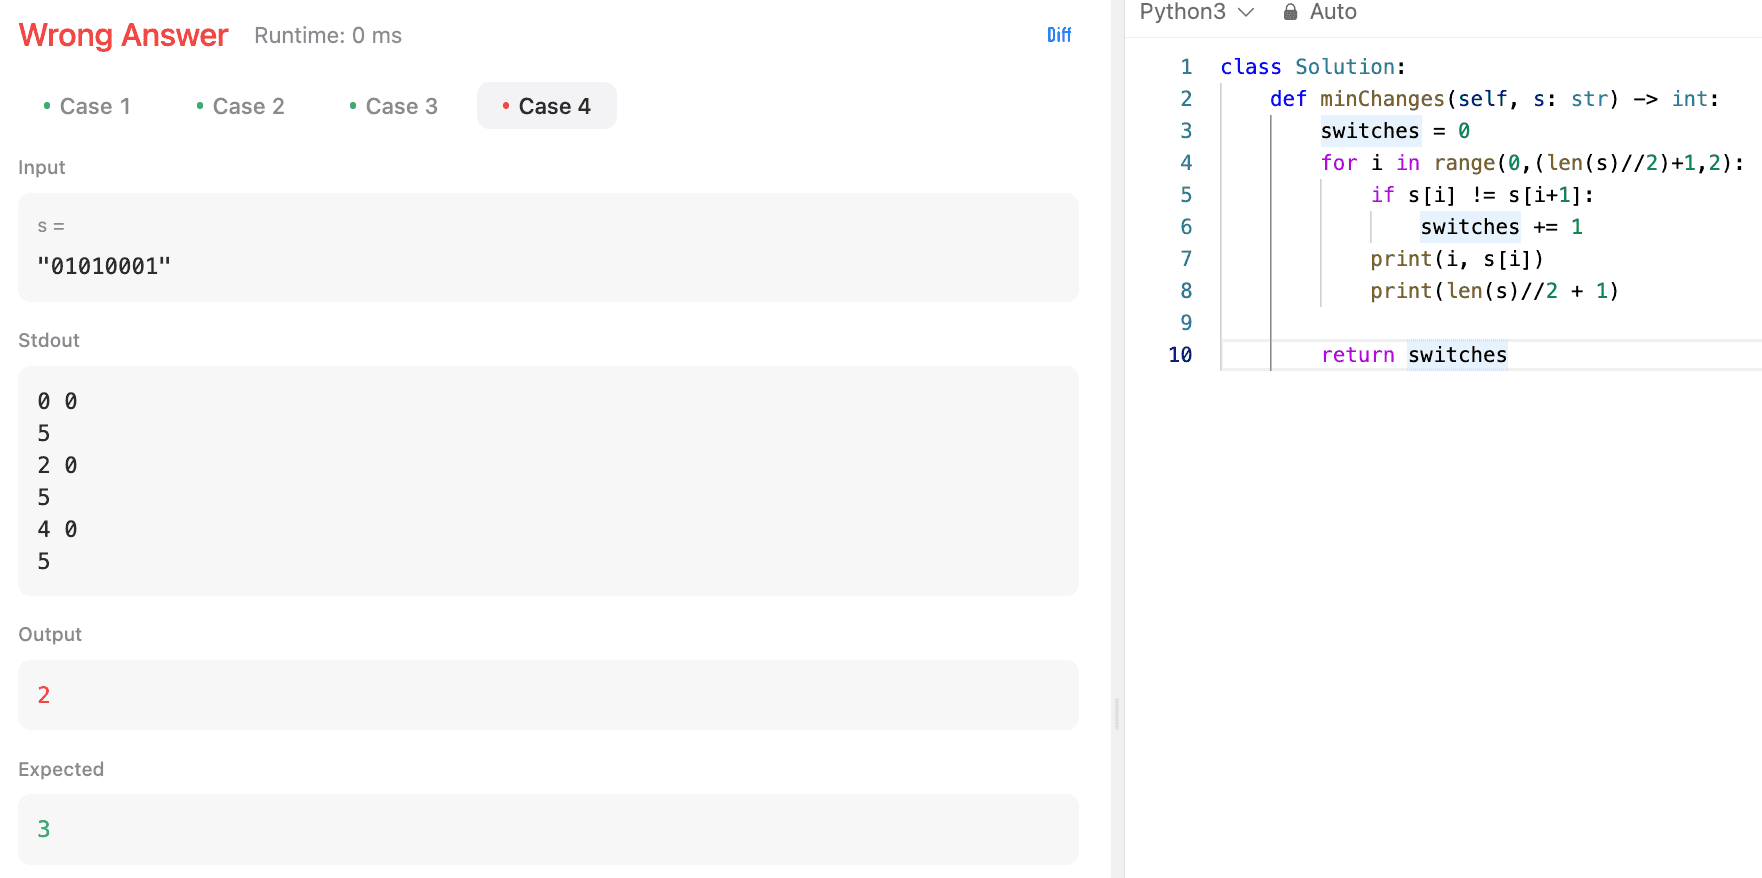 Wrong Answer Runtime: 0 ms Diff
• Case 1 • Case 2 • Case 3 • Case 4
Input
s =
"01010001"
Stdout
0 0
5
2 0
5
4 0
5
Output
2
Expected
3
Python3 Auto
1 class Solution:
2     def minChanges(self, s: str) -> int:
3         switches = 0
4         for i in range(0,(len(s)//2)+1,2):
5             if s[i] != s[i+1]:
6                 switches += 1
7             print(i, s[i])
8             print(len(s)//2 + 1)
9
10         return switches